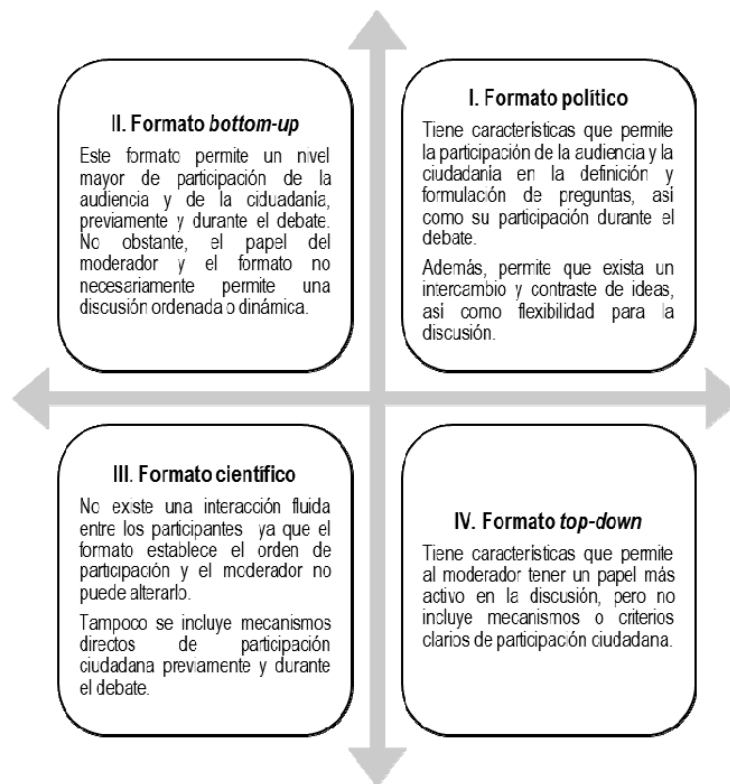 II. Formato bottom-up
Este formato permite un nivel
mayor de participación de la
audiencia y de la ciduadanía,
previamente y durante el debate.
No obstante, el papel del
moderador y el formato no
necesariamente permite una
discusión ordenada o dinámica.
I. Formato político
Tiene características que permite
la participación de la audiencia y la
ciudadanía en la definición y
formulación de preguntas, así
como su participación durante el
debate.
Además, permite que exista un
intercambio y contraste de ideas,
así como flexibilidad para la
discusión.
III. Formato científico
No existe una interacción fluida
entre los participantes ya que el
formato establece el orden de
participación y el moderador no
puede alterarlo.
Tampoco se incluye mecanismos
directos de participación
ciudadana previamente y durante
el debate.
IV. Formato top-down
Tiene características que permite
al moderador tener un papel más
activo en la discusión, pero no
incluye mecanismos o criterios
clarios de participación ciudadana.